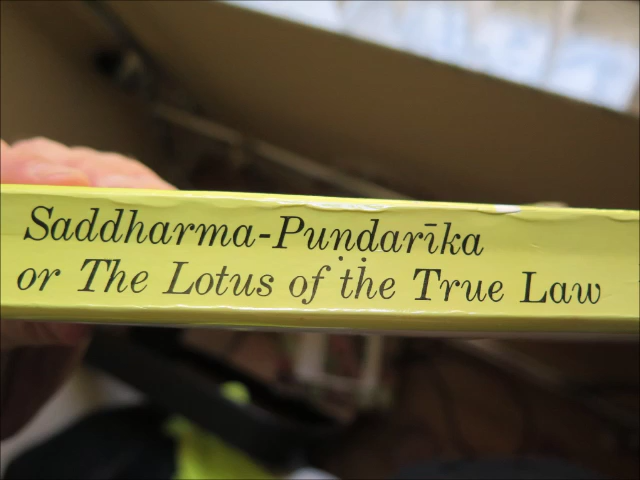 Saddharma-Puṇḍarīka
or The Lotus of the True Law